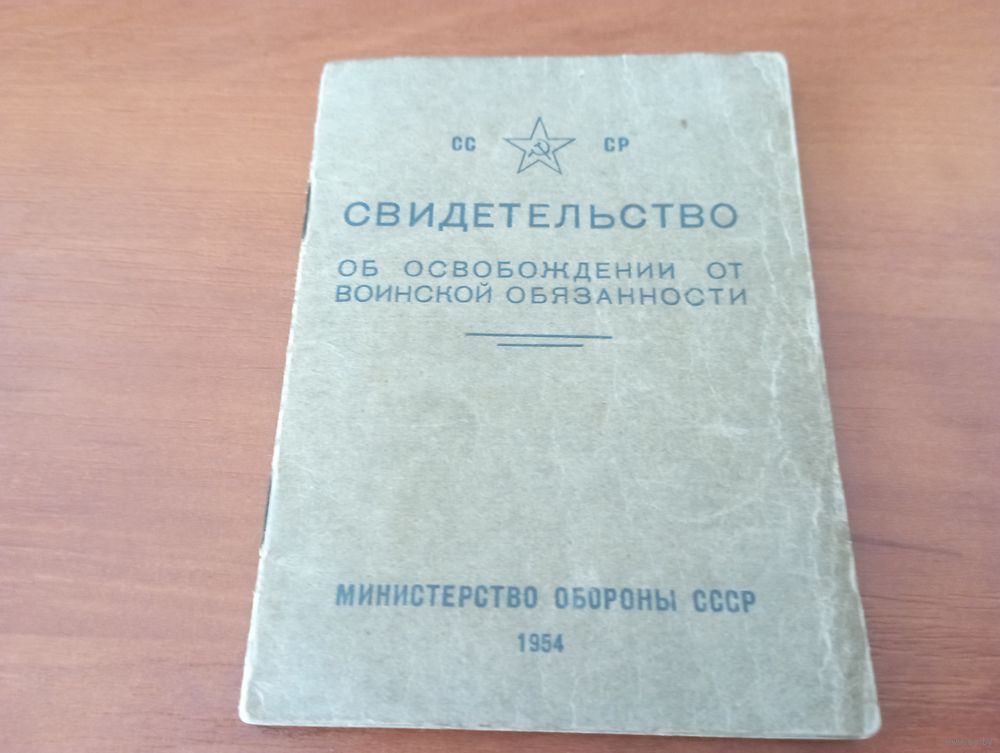 СС СР
СВИДЕТЕЛЬСТВО
ОБ ОСВОБОЖДЕНИИ ОТ
ВОИНСКОЙ ОБЯЗАННОСТИ
МИНИСТЕРСТВО ОБОРОНЫ СССР
1954